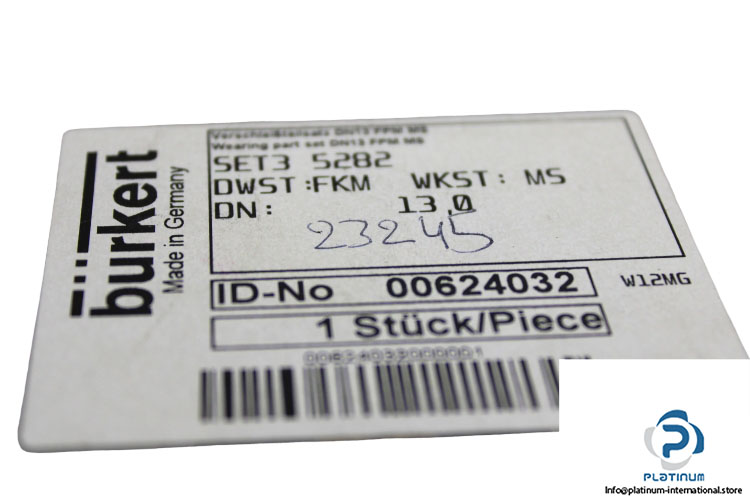 bürkert
Made in Germany
Verschleißteilsatz DN13 FPM MS
Wearing part set DN13 FPM MS
SET3 5282
DWST:FKM WKST: MS
DN: 13,0
23245
ID-No 00624032
W12MG
1 Stück/Piece
PLATINUM
Info@platinum-international.store